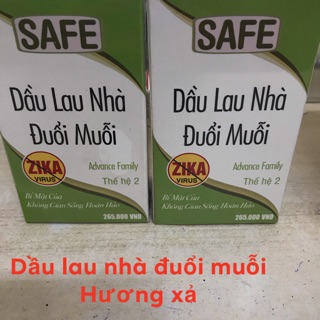 SAFE
Dầu Lau Nhà
Đuổi Muỗi
ZIKA
VIRUS
Advance Family
Thế hệ 2
Bí Mật Của
Không Gian Sống Hoàn Hảo
265.000 VNĐ
SAFE
Dầu Lau Nhà
Đuổi Muỗi
ZIKA
VIRUS
Advance Family
Thế hệ 2
Bí Mật Của
Không Gian Sống Hoàn Hảo
265.000 VNĐ
Dầu lau nhà đuổi muỗi
Hương xả